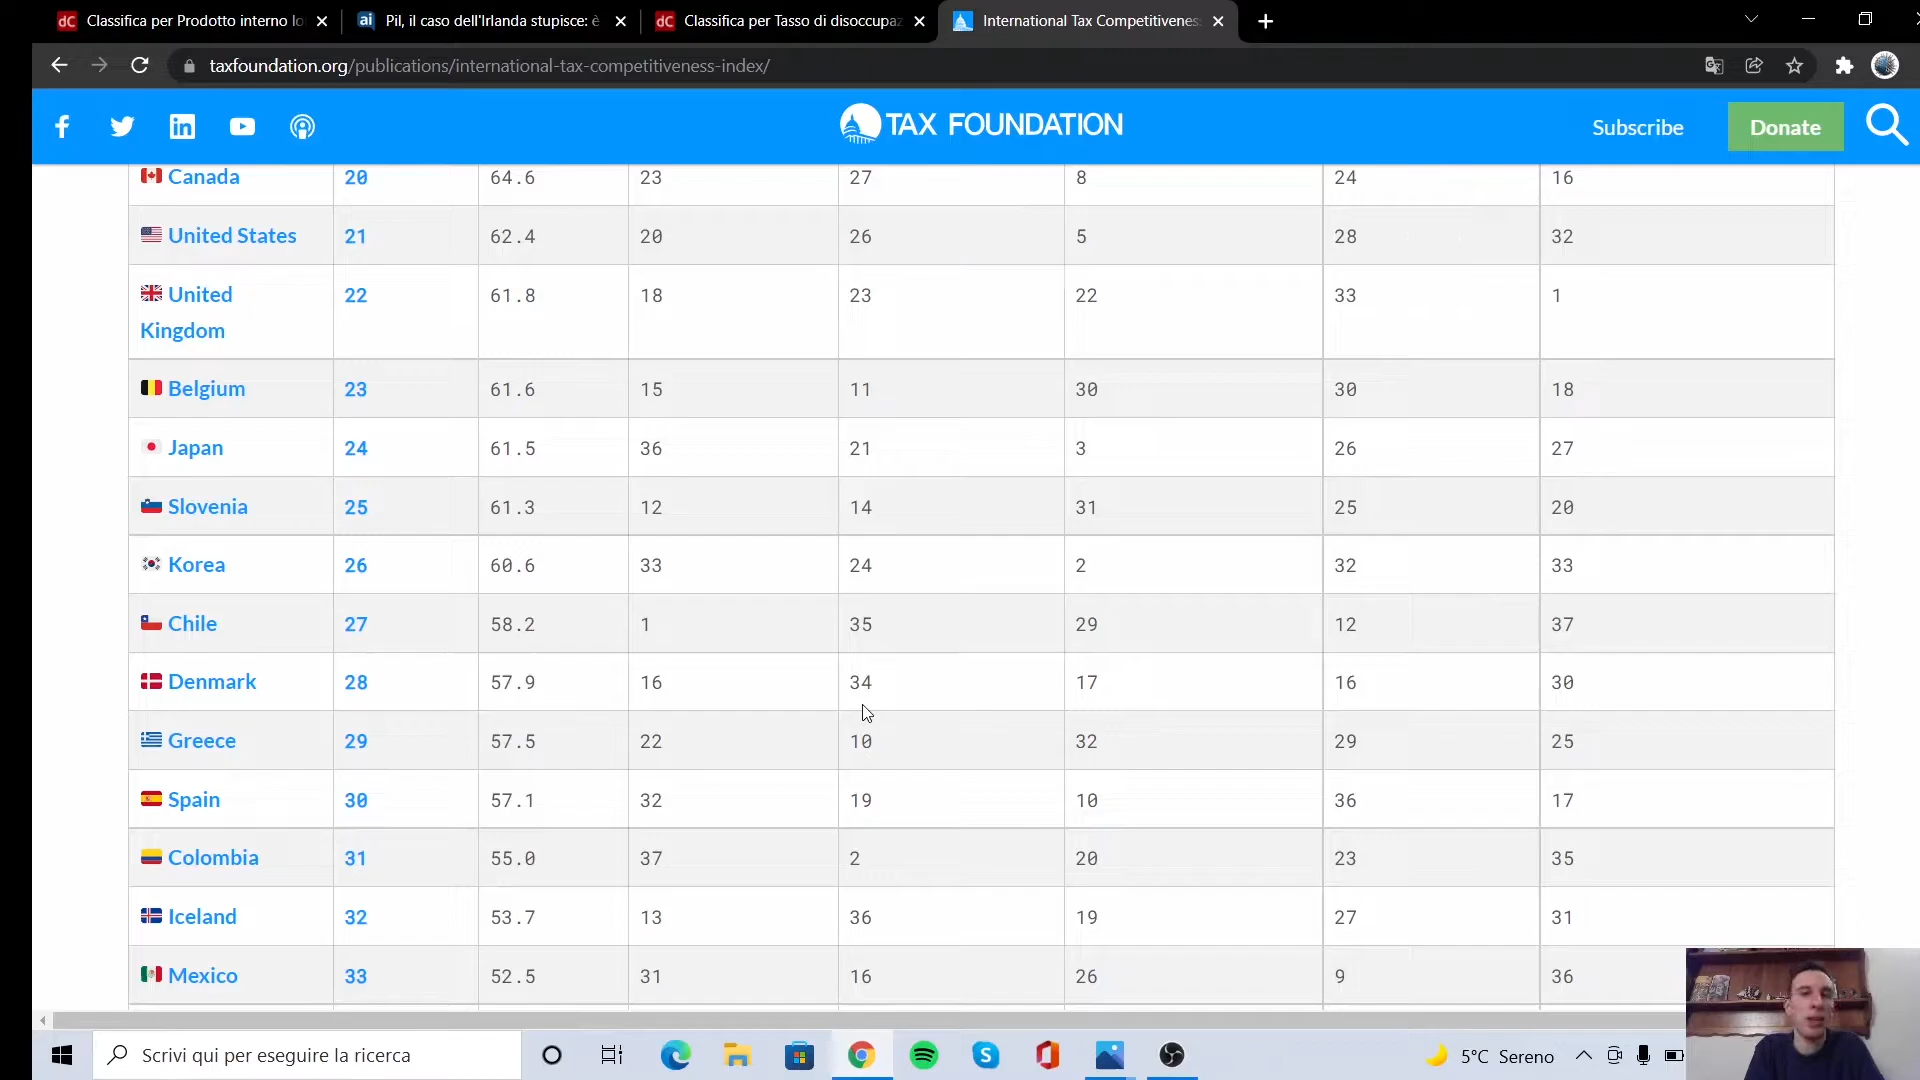 Classifica per Prodotto interno lo
Pil, il caso dell'Irlanda stupisce: è
Classifica per Tasso di disoccupaz
International Tax Competitivenes
taxfoundation.org/publications/international-tax-competitiveness-index/
TAX FOUNDATION
Subscribe
Donate
Canada 20 64.6 23 27 8 24 16
United States 21 62.4 20 26 5 28 32
United 22 61.8 18 23 22 33 1
Kingdom
Belgium 23 61.6 15 11 30 30 18
Japan 24 61.5 36 21 3 26 27
Slovenia 25 61.3 12 14 31 25 20
Korea 26 60.6 33 24 2 32 33
Chile 27 58.2 1 35 29 12 37
Denmark 28 57.9 16 34 17 16 30
Greece 29 57.5 22 10 32 29 25
Spain 30 57.1 32 19 10 36 17
Colombia 31 55.0 37 2 20 23 35
Iceland 32 53.7 13 36 19 27 31
Mexico 33 52.5 31 16 26 9 36
Scrivi qui per eseguire la ricerca
5°C Sereno